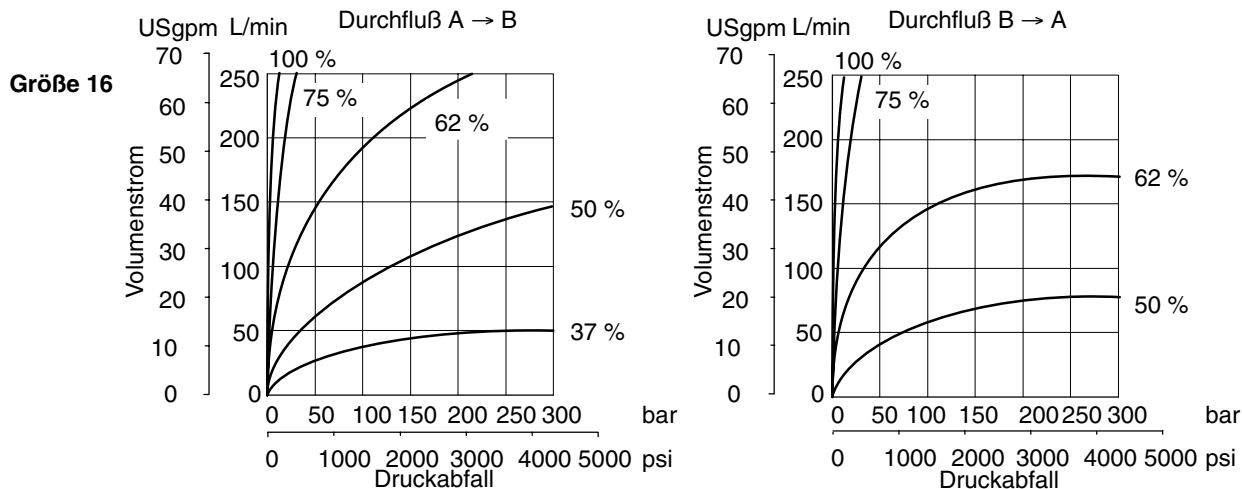 Größe 16
Durchfluß A → B
USgpm L/min
70
60
50
40
30
20
10
0
Volumenstrom
250
200
150
100
50
0
100 %
75 %
62 %
50 %
37 %
0 50 100 150 200 250 300 bar
0 1000 2000 3000 4000 5000 psi
Druckabfall
Durchfluß B → A
USgpm L/min
70
60
50
40
30
20
10
0
Volumenstrom
250
200
150
100
50
0
100 %
75 %
62 %
50 %
0 50 100 150 200 250 300 bar
0 1000 2000 3000 4000 5000 psi
Druckabfall